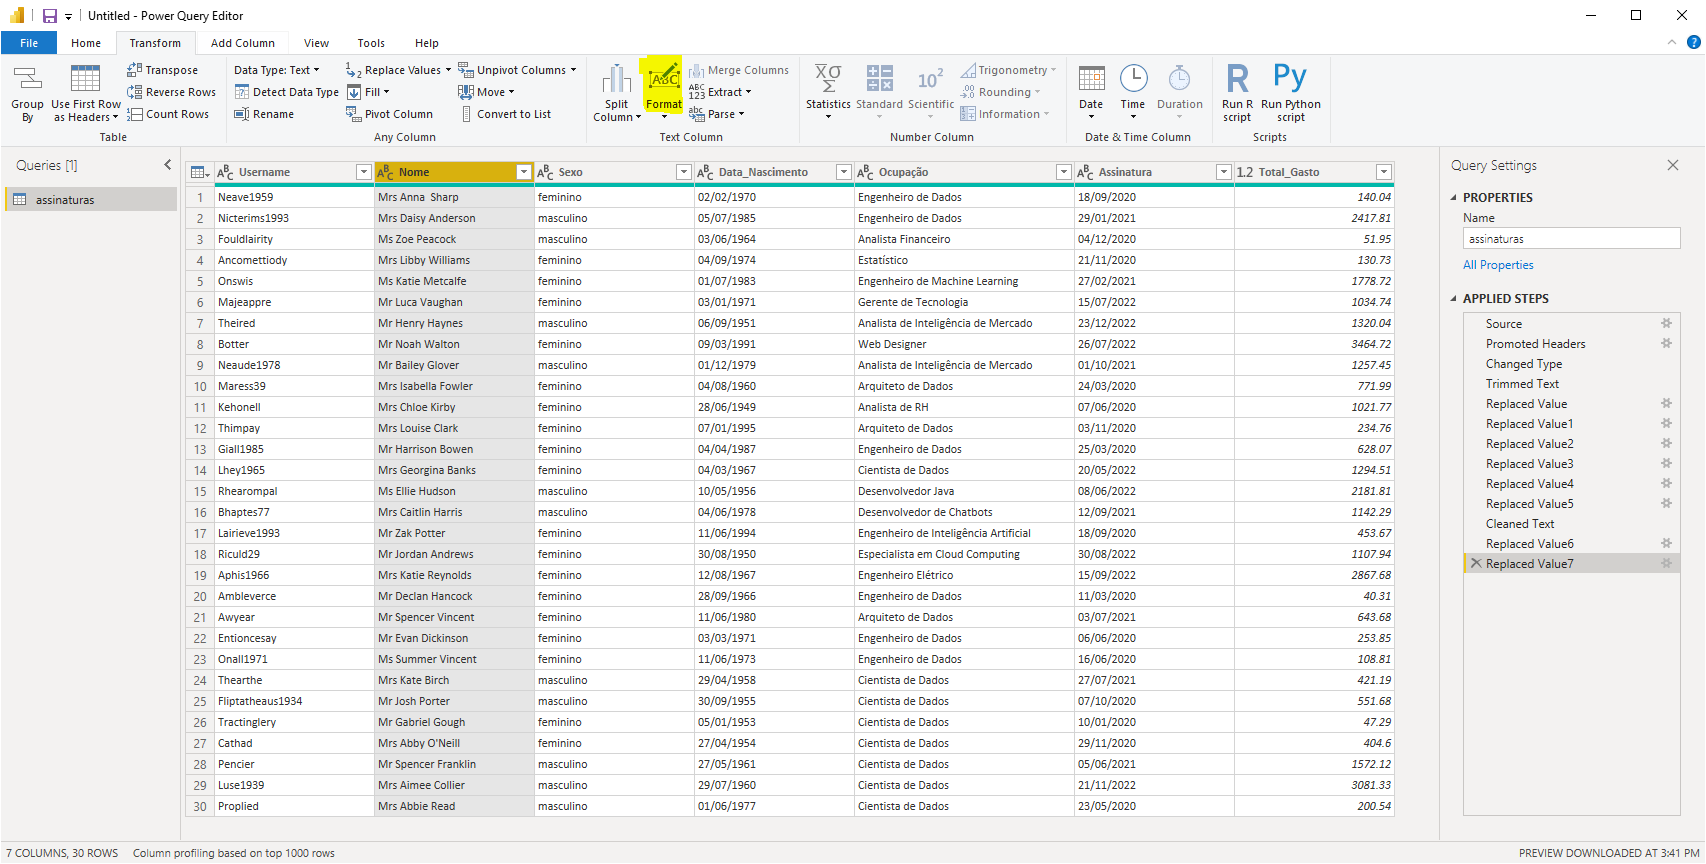 Untitled - Power Query Editor
File Home Transform Add Column View Tools Help
Group By
Use First Row as Headers
Transpose
Reverse Rows
Count Rows
Table
Data Type: Text
Detect Data Type
Rename
Replace Values
Fill
Pivot Column
Unpivot Columns
Move
Convert to List
Any Column
Split Column
ABC
Format
Merge Columns
ABC 123 Extract
abc Parse
Text Column
Statistics
Standard
10² Scientific
Trigonometry
Rounding
Information
Number Column
Date
Time
Duration
Date & Time Column
R Run R script
Py Run Python script
Scripts
Queries [1]
assinaturas
ABC Username ABC Nome ABC Sexo ABC Data_Nascimento ABC Ocupação ABC Assinatura 1.2 Total_Gasto
1 Neave1959 Mrs Anna  Sharp feminino 02/02/1970 Engenheiro de Dados 18/09/2020 140.04
2 Nicterims1993 Mrs Daisy Anderson masculino 05/07/1985 Engenheiro de Dados 29/01/2021 2417.81
3 Fouldlairity Ms Zoe Peacock masculino 03/06/1964 Analista Financeiro 04/12/2020 51.95
4 Ancomettiody Mrs Libby Williams feminino 04/09/1974 Estatístico 21/11/2020 130.73
5 Onswis Ms Katie Metcalfe feminino 01/07/1983 Engenheiro de Machine Learning 27/02/2021 1778.72
6 Majeappre Mr Luca Vaughan feminino 03/01/1971 Gerente de Tecnologia 15/07/2022 1034.74
7 Theired Mr Henry Haynes masculino 06/09/1951 Analista de Inteligência de Mercado 23/12/2022 1320.04
8 Botter Mr Noah Walton feminino 09/03/1991 Web Designer 26/07/2022 3464.72
9 Neaude1978 Mr Bailey Glover masculino 01/12/1979 Analista de Inteligência de Mercado 01/10/2021 1257.45
10 Maress39 Mrs Isabella Fowler feminino 04/08/1960 Arquiteto de Dados 24/03/2020 771.99
11 Kehonell Mrs Chloe Kirby feminino 28/06/1949 Analista de RH 07/06/2020 1021.77
12 Thimpay Mrs Louise Clark feminino 07/01/1995 Arquiteto de Dados 03/11/2020 234.76
13 Giall1985 Mr Harrison Bowen feminino 04/04/1987 Engenheiro de Dados 25/03/2020 628.07
14 Lhey1965 Mrs Georgina Banks feminino 04/03/1967 Cientista de Dados 20/05/2022 1294.51
15 Rhearompal Ms Ellie Hudson masculino 10/05/1956 Desenvolvedor Java 08/06/2022 2181.81
16 Bhaptes77 Mrs Caitlin Harris masculino 04/06/1978 Desenvolvedor de Chatbots 12/09/2021 1142.29
17 Lairieve1993 Mr Zak Potter feminino 11/06/1994 Engenheiro de Inteligência Artificial 18/09/2020 453.67
18 Riculd29 Mr Jordan Andrews feminino 30/08/1950 Especialista em Cloud Computing 30/08/2022 1107.94
19 Aphis1966 Mrs Katie Reynolds feminino 12/08/1967 Engenheiro Elétrico 15/09/2022 2867.68
20 Ambleverce Mr Declan Hancock feminino 28/09/1966 Engenheiro de Dados 11/03/2020 40.31
21 Awyear Mr Spencer Vincent feminino 11/06/1980 Arquiteto de Dados 03/07/2021 643.68
22 Entioncesay Mr Evan Dickinson feminino 03/03/1971 Engenheiro de Dados 06/06/2020 253.85
23 Onall1971 Ms Summer Vincent feminino 11/06/1973 Engenheiro de Dados 16/06/2020 108.81
24 Thearthe Mrs Kate Birch masculino 29/04/1958 Cientista de Dados 27/07/2021 421.19
25 Fliptatheaus1934 Mr Josh Porter masculino 30/09/1955 Cientista de Dados 07/10/2020 551.68
26 Tractinglery Mr Gabriel Gough feminino 05/01/1953 Cientista de Dados 10/01/2020 47.29
27 Cathad Mrs Abby O'Neill feminino 27/04/1954 Cientista de Dados 29/11/2020 404.6
28 Pencier Mr Spencer Franklin masculino 27/05/1961 Cientista de Dados 05/06/2021 1572.12
29 Luse1939 Mrs Aimee Collier masculino 29/07/1960 Cientista de Dados 21/11/2022 3081.33
30 Proplied Mrs Abbie Read masculino 01/06/1977 Cientista de Dados 23/05/2020 200.54
Query Settings
PROPERTIES
Name
assinaturas
All Properties
APPLIED STEPS
Source
Promoted Headers
Changed Type
Trimmed Text
Replaced Value
Replaced Value1
Replaced Value2
Replaced Value3
Replaced Value4
Replaced Value5
Cleaned Text
Replaced Value6
Replaced Value7
7 COLUMNS, 30 ROWS Column profiling based on top 1000 rows
PREVIEW DOWNLOADED AT 3:41 PM